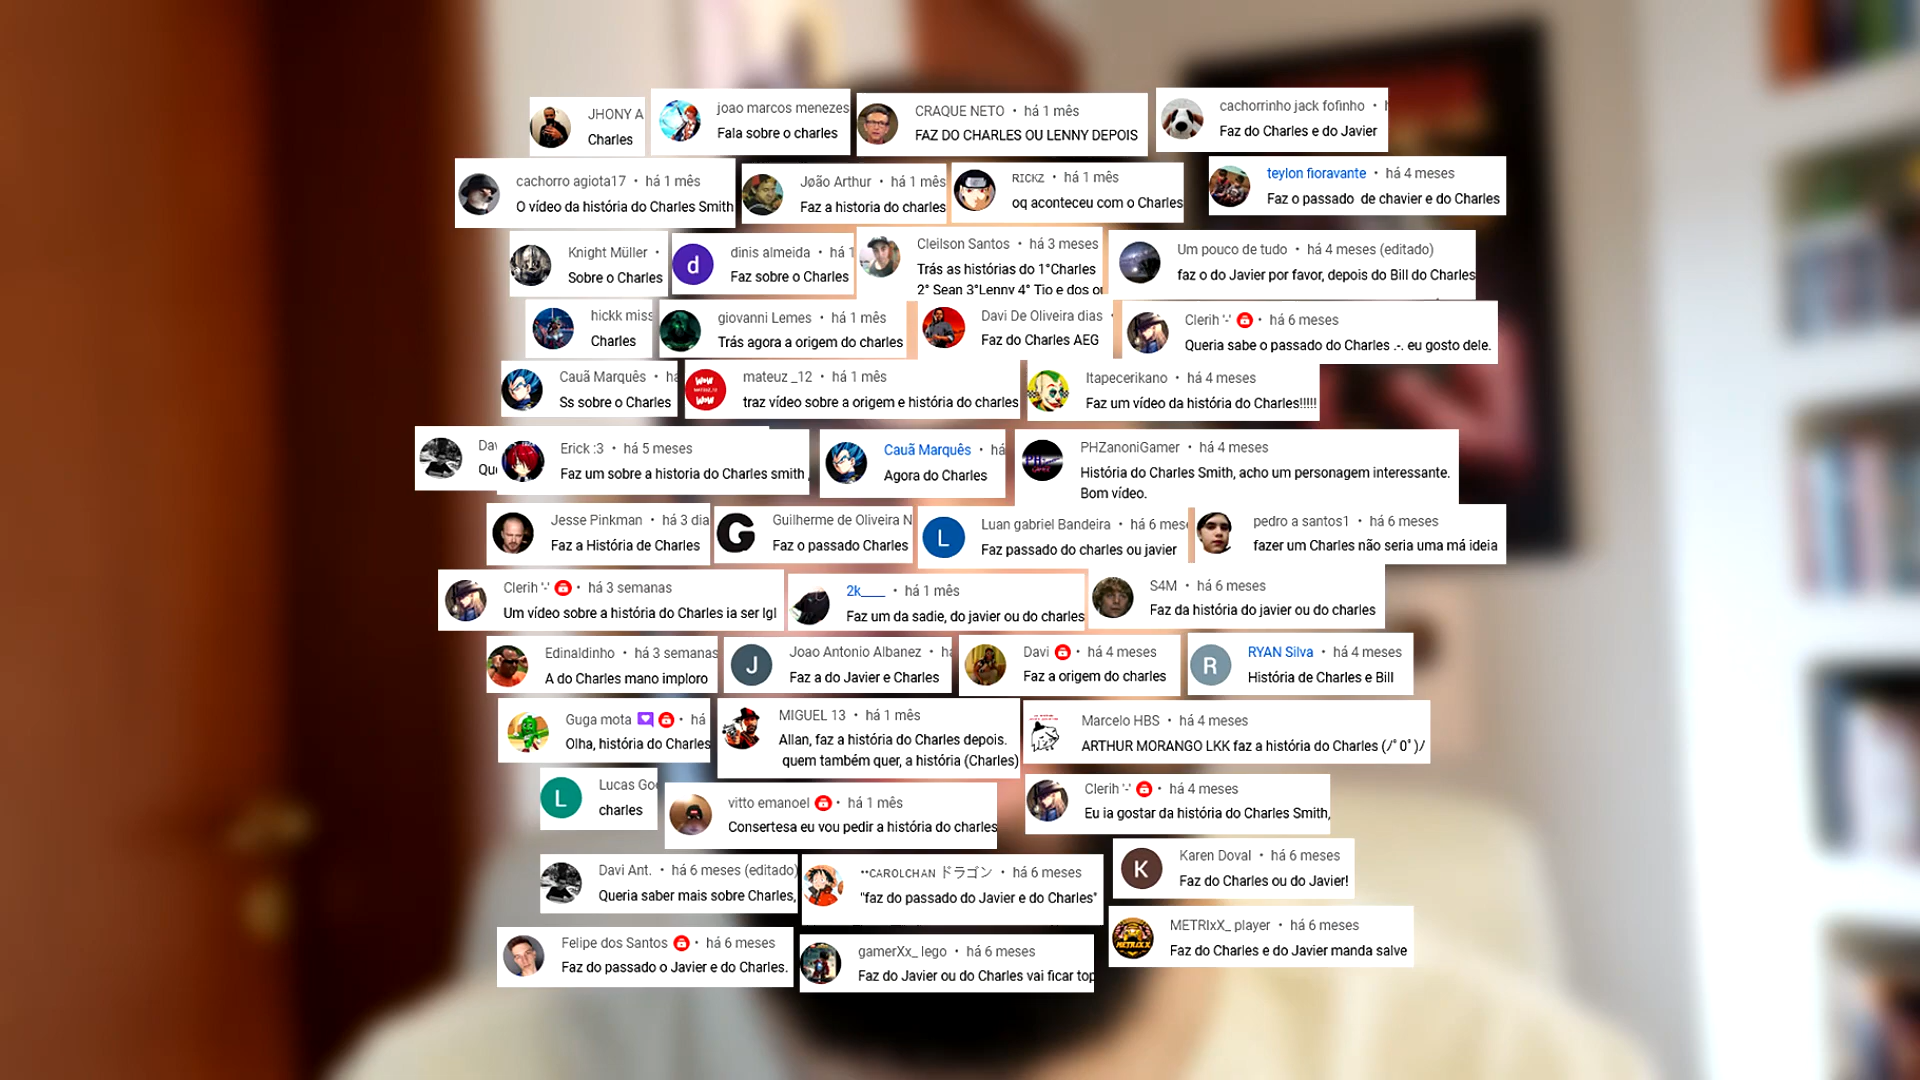 JHONY A
Charles
joao marcos menezes
Fala sobre o charles
CRAQUE NETO • há 1 mês
FAZ DO CHARLES OU LENNY DEPOIS
cachorrinho jack fofinho •
Faz do Charles e do Javier
cachorro agiota17 • há 1 mês
O vídeo da história do Charles Smith
Jøão Arthur • há 1 mês
Faz a historia do charles
RICKZ • há 1 mês
oq aconteceu com o Charles
teylon fioravante • há 4 meses
Faz o passado de chavier e do Charles
Knight Müller •
Sobre o Charles
d
dinis almeida • há 1
Faz sobre o Charles
Cleilson Santos • há 3 meses
Trás as histórias do 1°Charles
2° Sean 3°Lenny 4° Tio e dos ou
Um pouco de tudo • há 4 meses (editado)
faz o do Javier por favor, depois do Bill do Charles
hickk miss
Charles
giovanni Lemes • há 1 mês
Trás agora a origem do charles
Davi De Oliveira dias •
Faz do Charles AEG
Clerih '-' • há 6 meses
Queria sabe o passado do Charles .-. eu gosto dele.
Cauã Marquês • há
Ss sobre o Charles
WOW
MATEUZ_12
WOW
mateuz _12 • há 1 mês
traz vídeo sobre a origem e história do charles
Itapecerikano • há 4 meses
Faz um vídeo da história do Charles!!!!!
Dav
Que
Erick :3 • há 5 meses
Faz um sobre a historia do Charles smith ,
Cauã Marquês • há
Agora do Charles
PHZanoniGamer • há 4 meses
História do Charles Smith, acho um personagem interessante.
Bom vídeo.
Jesse Pinkman • há 3 dia
Faz a História de Charles
G
Guilherme de Oliveira N
Faz o passado Charles
L
Luan gabriel Bandeira • há 6 mese
Faz passado do charles ou javier
pedro a santos1 • há 6 meses
fazer um Charles não seria uma má ideia
Clerih '-' • há 3 semanas
Um vídeo sobre a história do Charles ia ser lgl
2k____ • há 1 mês
Faz um da sadie, do javier ou do charles
S4M • há 6 meses
Faz da história do javier ou do charles
Edinaldinho • há 3 semanas
A do Charles mano imploro
J
Joao Antonio Albanez • há
Faz a do Javier e Charles
Davi • há 4 meses
Faz a origem do charles
R
RYAN Silva • há 4 meses
História de Charles e Bill
Guga mota • há
Olha, história do Charles
MIGUEL 13 • há 1 mês
Allan, faz a história do Charles depois.
quem também quer, a história (Charles)
Marcelo HBS • há 4 meses
ARTHUR MORANGO LKK faz a história do Charles (ﾉﾟ0ﾟ)ﾉ
L
Lucas Go
charles
vitto emanoel • há 1 mês
Consertesa eu vou pedir a história do charles
Clerih '-' • há 4 meses
Eu ia gostar da história do Charles Smith,
Davi Ant. • há 6 meses (editado)
Queria saber mais sobre Charles,
••CAROLCHAN ドラゴン • há 6 meses
"faz do passado do Javier e do Charles"
K
Karen Doval • há 6 meses
Faz do Charles ou do Javier!
Felipe dos Santos • há 6 meses
Faz do passado o Javier e do Charles.
gamerXx_ lego • há 6 meses
Faz do Javier ou do Charles vai ficar top
METRIXX
METRIxX_ player • há 6 meses
Faz do Charles e do Javier manda salve